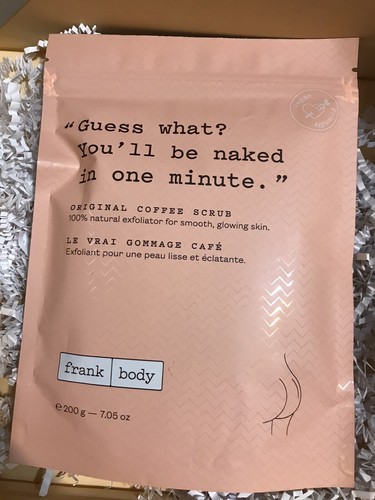 “Guess what?
You’ll be naked
in one minute.”
ORIGINAL COFFEE SCRUB
100% natural exfoliator for smooth, glowing skin.
LE VRAI GOMMAGE CAFÉ
Exfoliant pour une peau lisse et éclatante.
frank body
℮ 200 g — 7.05 oz